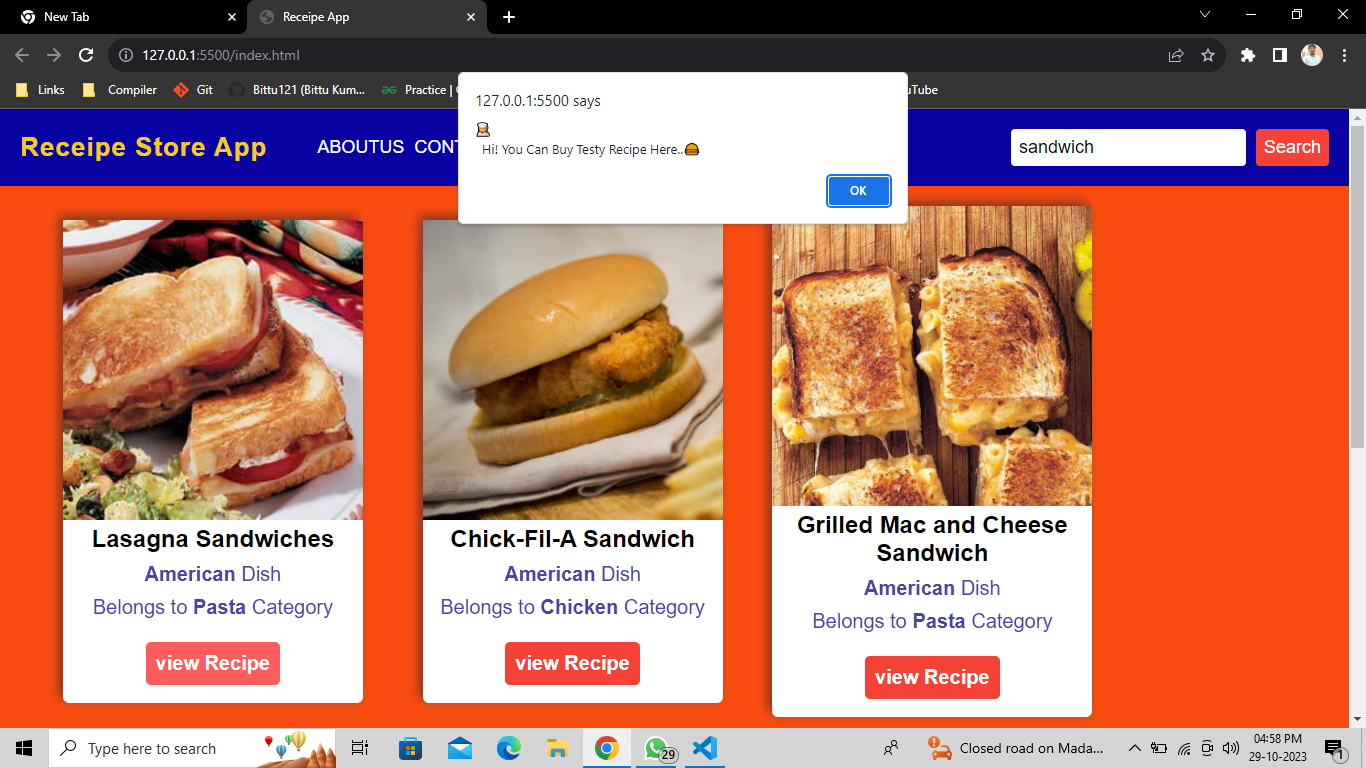 New Tab
Receipe App
127.0.0.1:5500/index.html
Links
Compiler
Git
Bittu121 (Bittu Kum...
Practice |
uTube
127.0.0.1:5500 says
Hi! You Can Buy Testy Recipe Here..
OK
Receipe Store App
ABOUTUS
CONT
sandwich
Search
Lasagna Sandwiches
American Dish
Belongs to Pasta Category
view Recipe
Chick-Fil-A Sandwich
American Dish
Belongs to Chicken Category
view Recipe
Grilled Mac and Cheese
Sandwich
American Dish
Belongs to Pasta Category
view Recipe
Type here to search
29
Closed road on Mada...
04:58 PM
29-10-2023
1